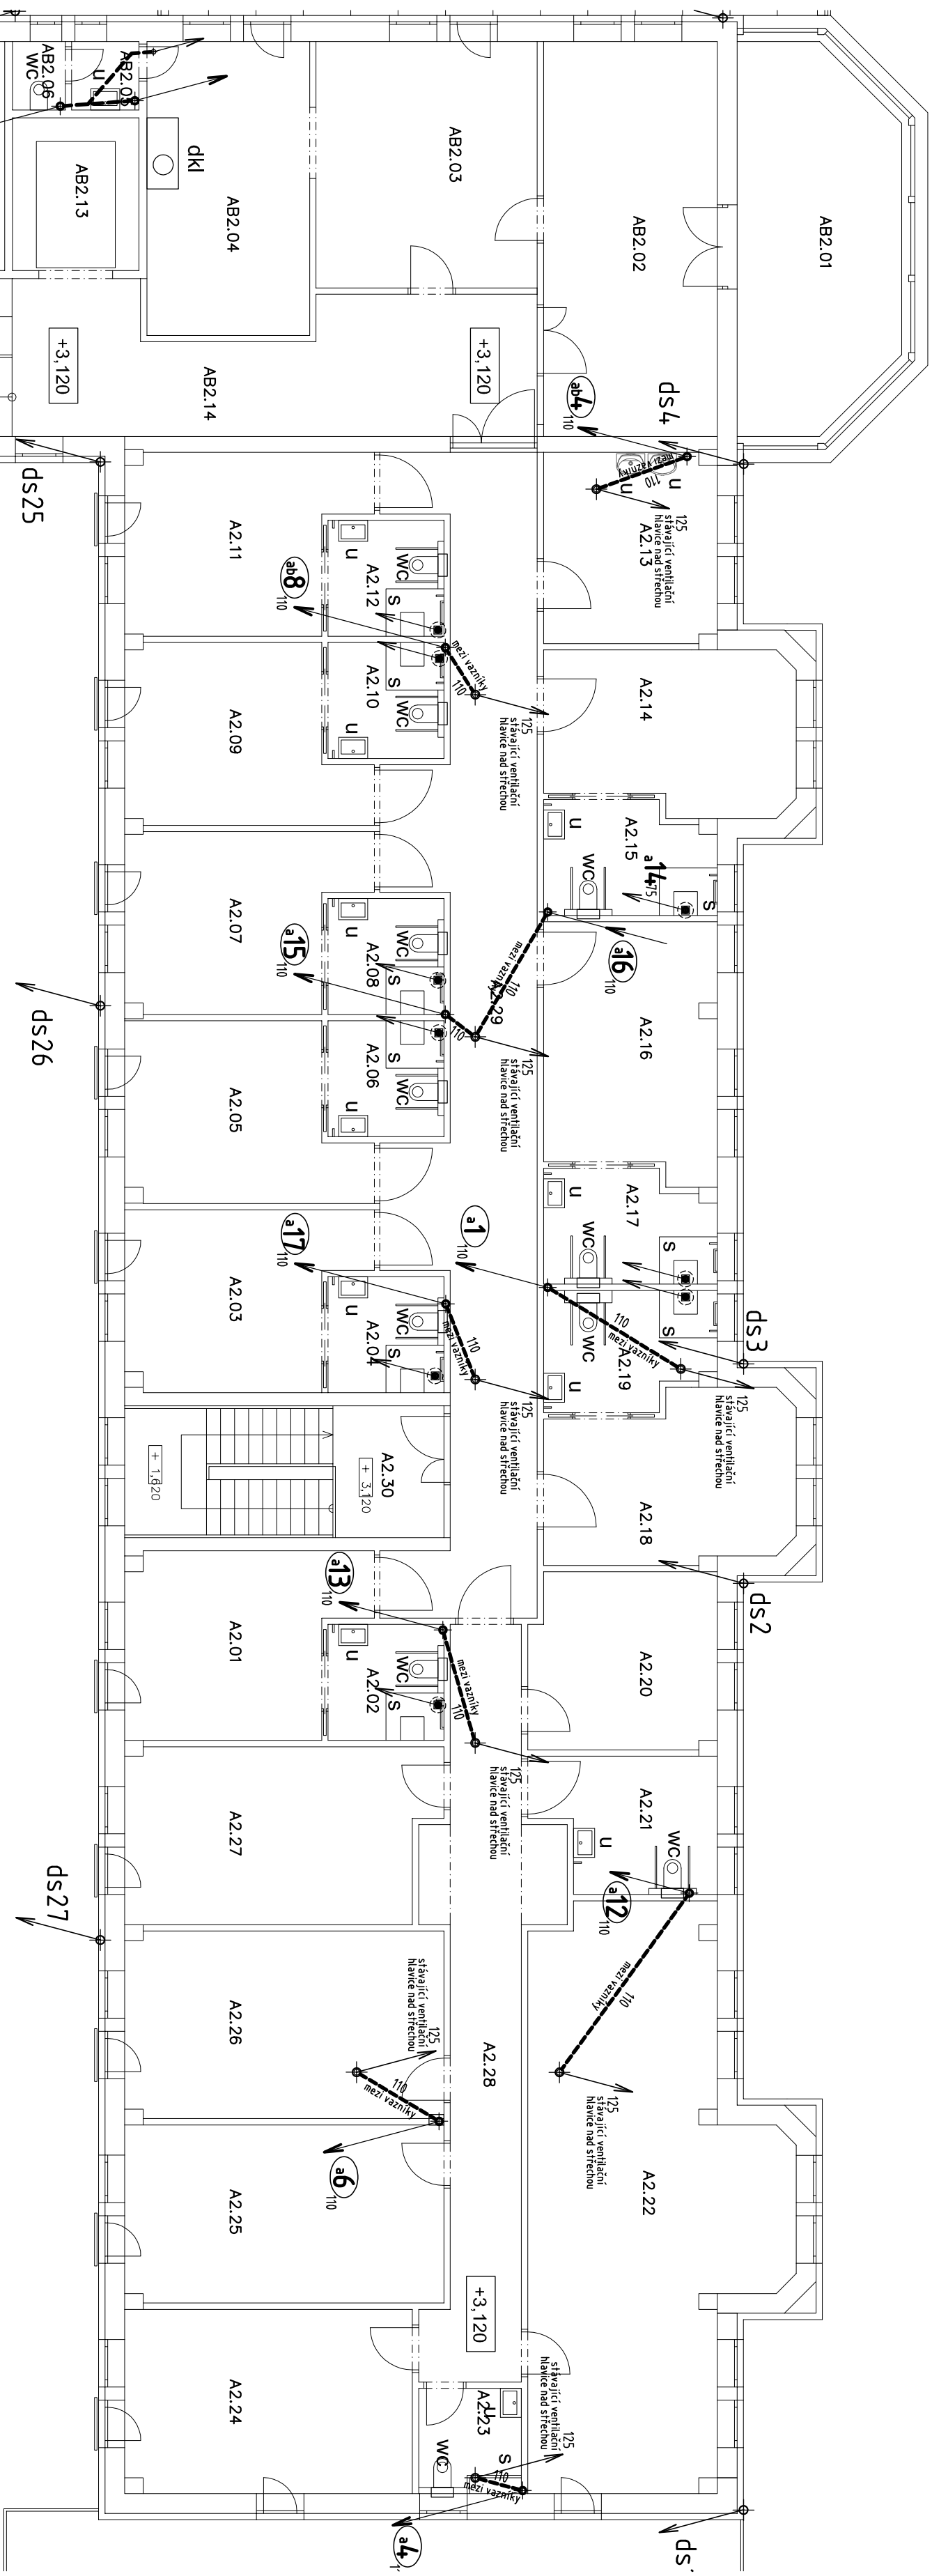 AB2.06
WC
AB2.05
u
AB2.13
dkl
AB2.04
AB2.03
AB2.02
AB2.01
+3,120
+3,120
AB2.14
ab4
110
ds4
ds25
mezi vazníky
110
u
u
125
stávající ventilační
hlavice nad střechou
A2.13
A2.11
u
WC
A2.12
s
ab8
110
mezi vazníky
110
A2.10
s
WC
u
A2.09
125
stávající ventilační
hlavice nad střechou
A2.14
A2.15
u
WC
a14
75
s
a16
110
A2.07
u
WC
A2.08
s
a15
110
mezi vazníky
110
A2.29
110
125
stávající ventilační
hlavice nad střechou
A2.06
s
WC
u
A2.05
ds26
A2.16
A2.17
u
WC
s
a1
110
s
WC
A2.19
u
110
mezi vazníky
ds3
125
stávající ventilační
hlavice nad střechou
a17
110
A2.03
u
WC
A2.04
s
110
mezi vazníky
125
stávající ventilační
hlavice nad střechou
A2.30
+ 3,120
+ 1,620
A2.18
ds2
a13
110
A2.01
u
WC
A2.02
s
mezi vazníky
110
125
stávající ventilační
hlavice nad střechou
A2.20
A2.21
u
WC
a12
110
mezi vazníky
110
A2.27
ds27
A2.26
125
stávající ventilační
hlavice nad střechou
110
mezi vazníky
A2.28
125
stávající ventilační
hlavice nad střechou
a6
110
A2.25
A2.22
+3,120
A2.24
A2.23
u
WC
s
125
stávající ventilační
hlavice nad střechou
110
mezi vazníky
a4